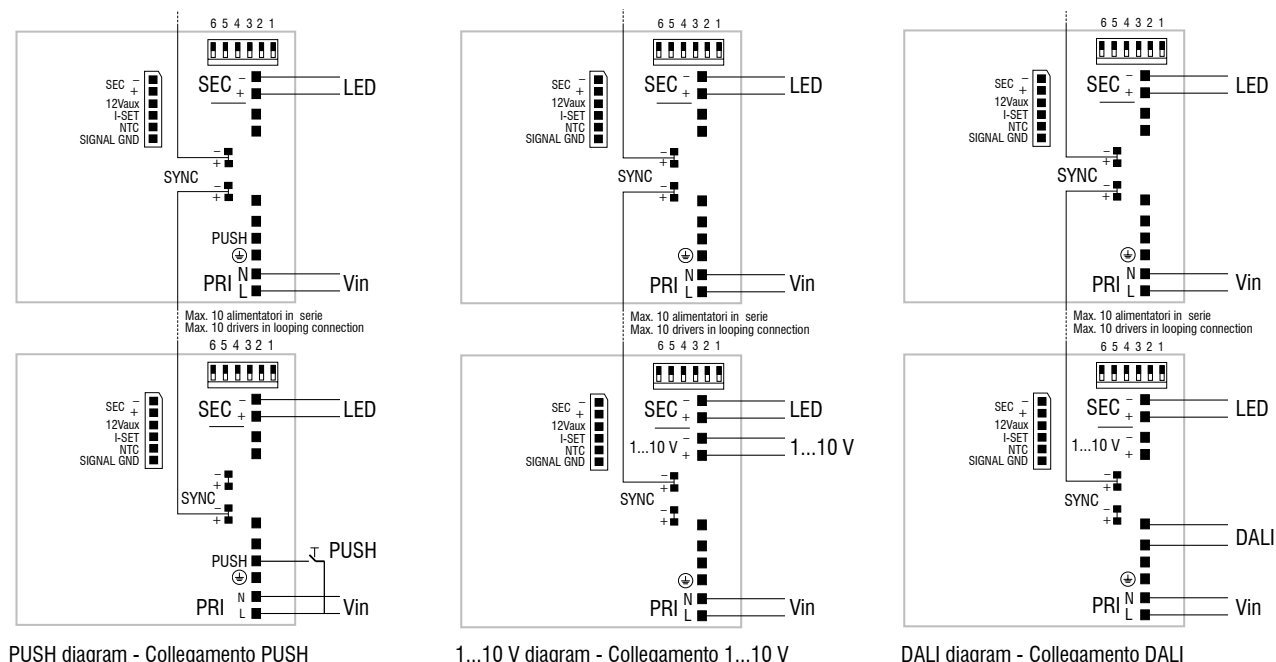 6 5 4 3 2 1
SEC −
+
12Vaux
I-SET
NTC
SIGNAL GND
SEC −
+
LED
−
+
SYNC
−
+
PUSH
PRI N
L
Vin
Max. 10 alimentatori in serie
Max. 10 drivers in looping connection
6 5 4 3 2 1
SEC −
+
12Vaux
I-SET
NTC
SIGNAL GND
SEC −
+
LED
−
+
SYNC
−
+
PUSH
PUSH
PRI N
L
Vin
PUSH diagram - Collegamento PUSH
6 5 4 3 2 1
SEC −
+
12Vaux
I-SET
NTC
SIGNAL GND
SEC −
+
LED
−
+
SYNC
−
+
PRI N
L
Vin
Max. 10 alimentatori in serie
Max. 10 drivers in looping connection
6 5 4 3 2 1
SEC −
+
12Vaux
I-SET
NTC
SIGNAL GND
SEC −
+
LED
1...10 V −
+
1...10 V
−
+
SYNC
−
+
PRI N
L
Vin
1...10 V diagram - Collegamento 1...10 V
6 5 4 3 2 1
SEC −
+
12Vaux
I-SET
NTC
SIGNAL GND
SEC −
+
LED
−
+
SYNC
−
+
PRI N
L
Vin
Max. 10 alimentatori in serie
Max. 10 drivers in looping connection
6 5 4 3 2 1
SEC −
+
12Vaux
I-SET
NTC
SIGNAL GND
SEC −
+
LED
1...10 V −
+
−
+
SYNC
−
+
DALI
PRI N
L
Vin
DALI diagram - Collegamento DALI